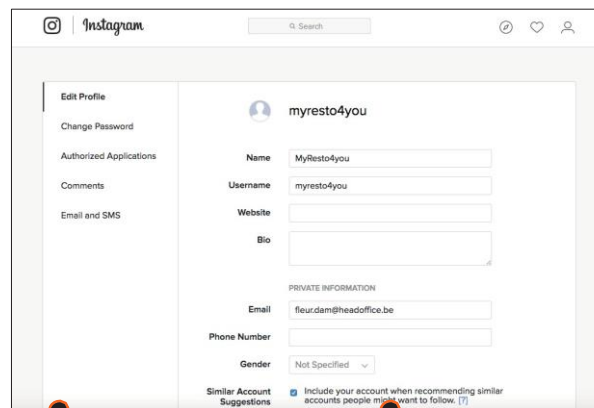 Instagram
Search
Edit Profile
Change Password
Authorized Applications
Comments
Email and SMS
myresto4you
Name MyResto4you
Username myresto4you
Website
Bio
PRIVATE INFORMATION
Email fleur.dam@headoffice.be
Phone Number
Gender Not Specified
Similar Account Suggestions
Include your account when recommending similar
accounts people might want to follow. [?]